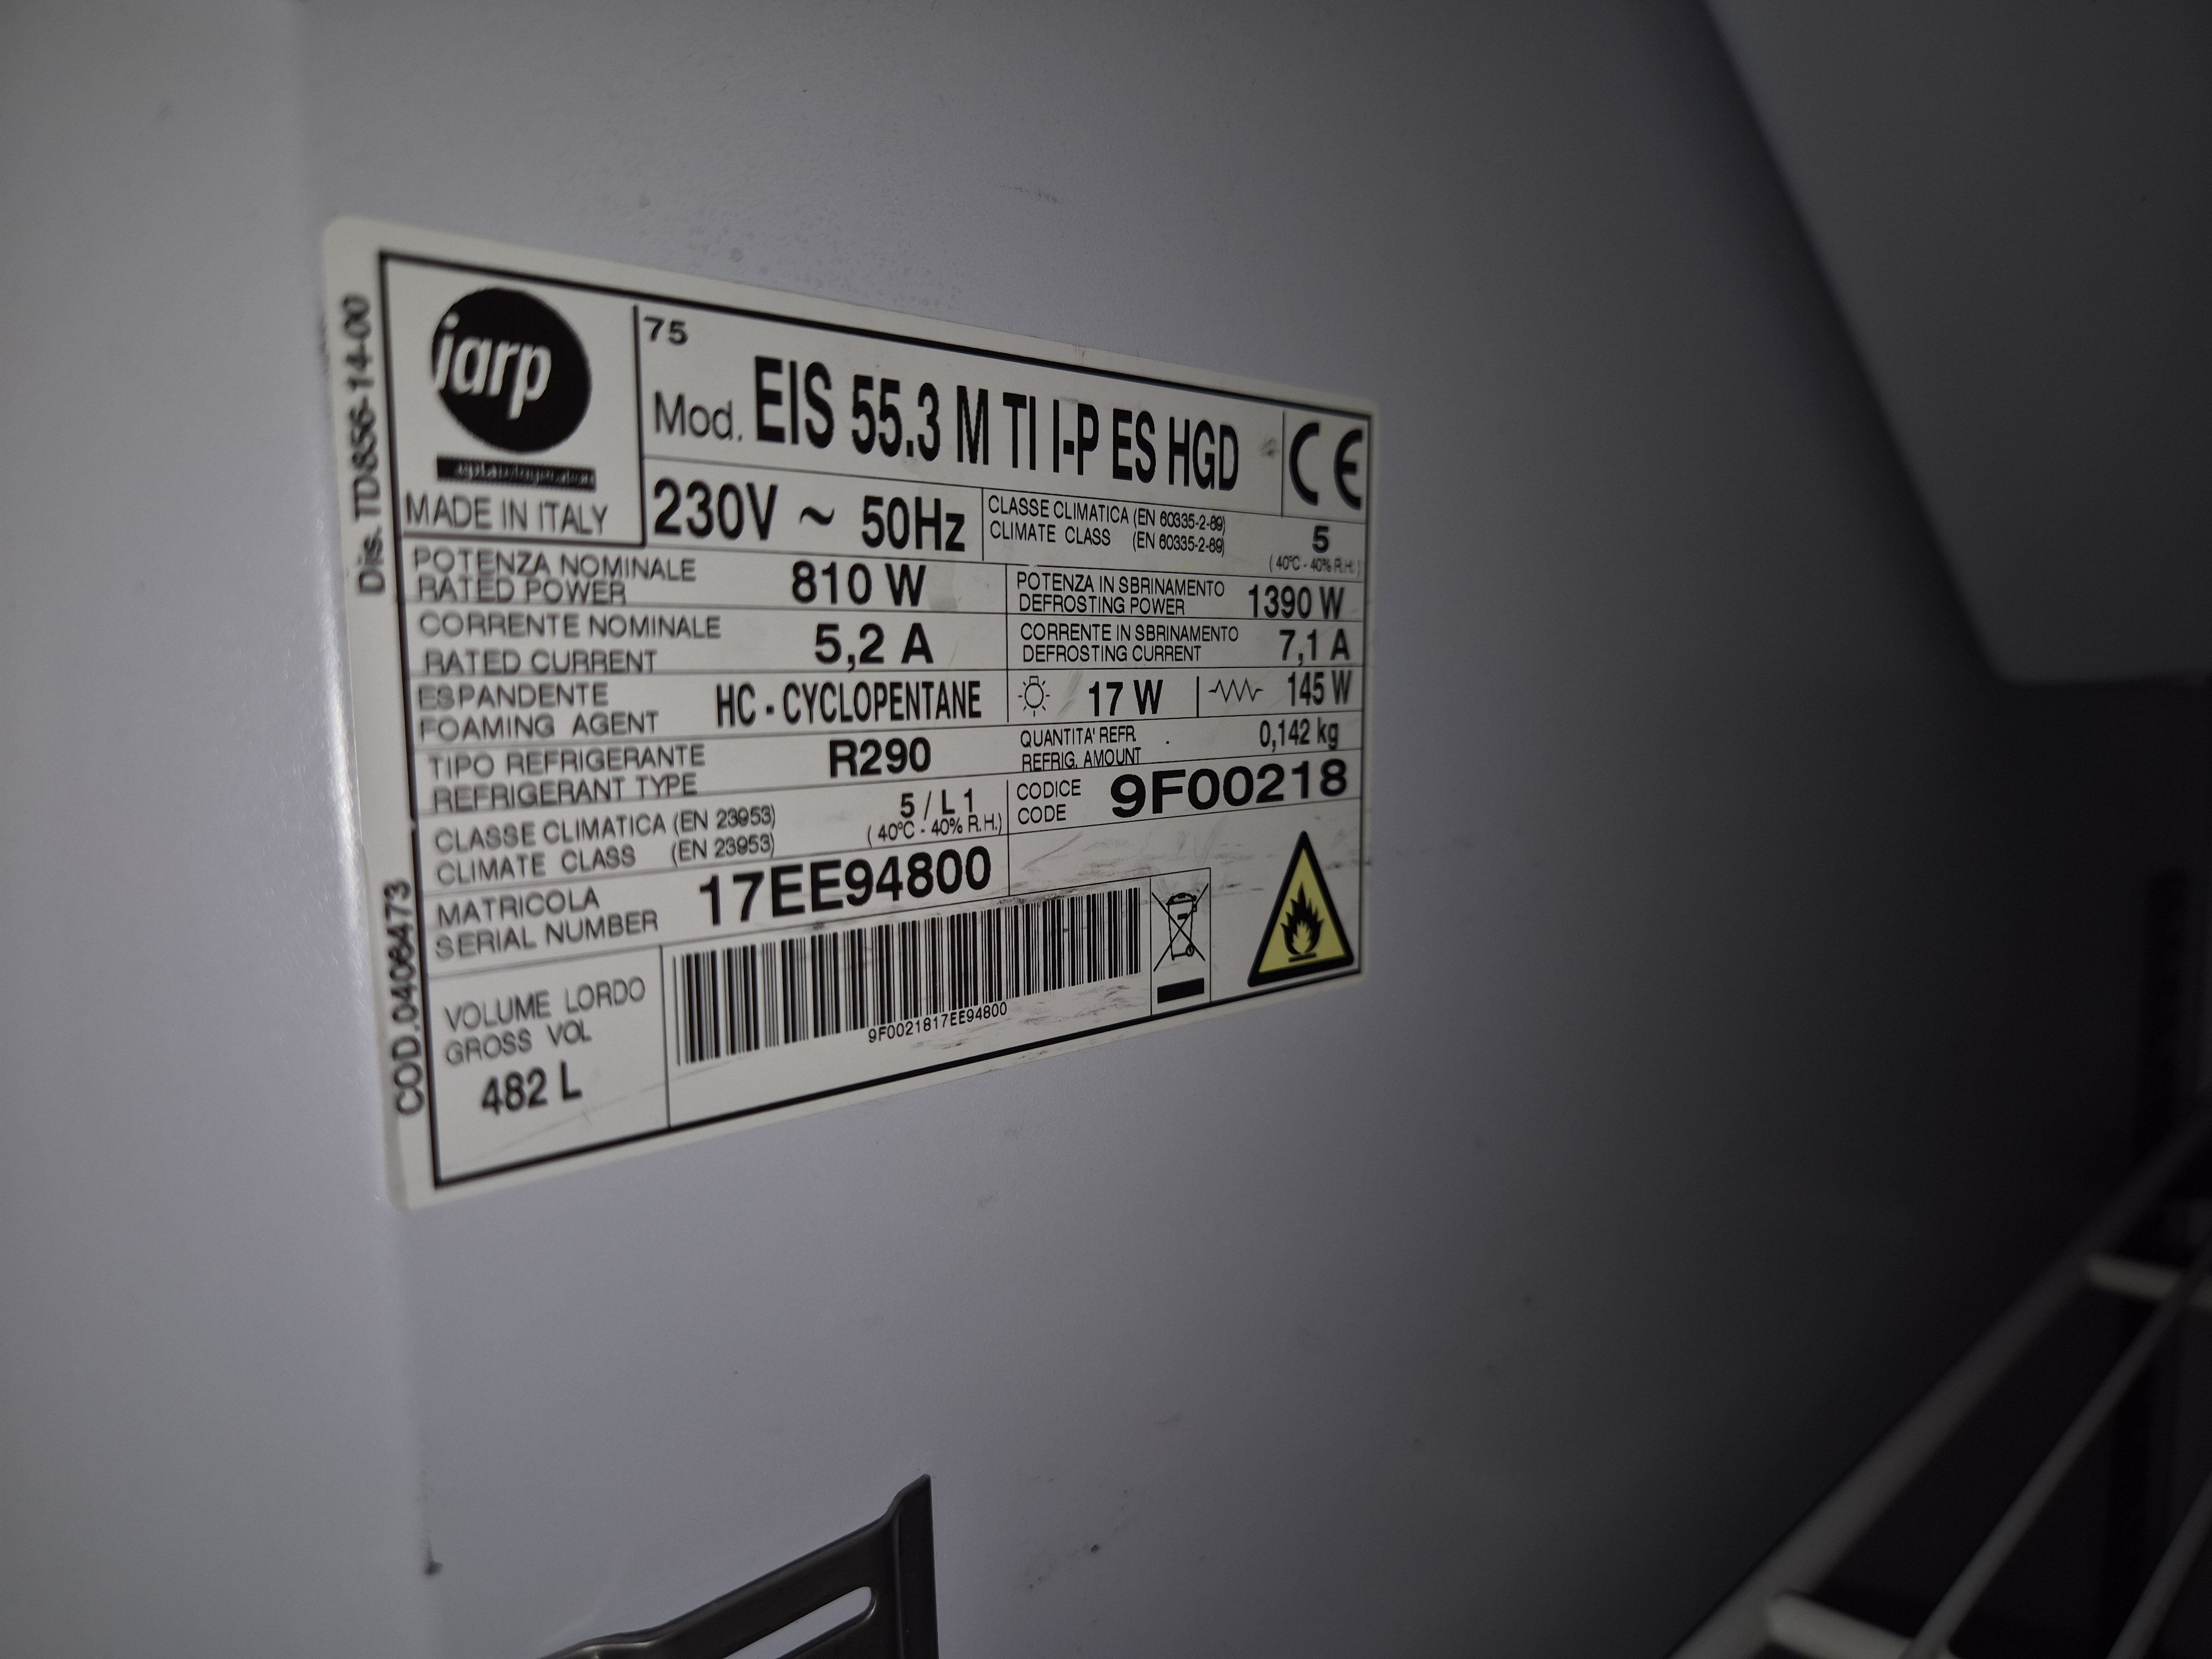 Dis. TD856-14-00
COD.04064473
iarp
MADE IN ITALY
75
Mod. EIS 55.3 M TI I-P ES HGD
CE
230V ~ 50Hz
CLASSE CLIMATICA (EN 60335-2-89)
CLIMATE CLASS (EN 60335-2-89)
5
(40°C - 40% R.H.)
POTENZA NOMINALE
RATED POWER
810 W
POTENZA IN SBRINAMENTO
DEFROSTING POWER
1390 W
CORRENTE NOMINALE
RATED CURRENT
5,2 A
CORRENTE IN SBRINAMENTO
DEFROSTING CURRENT
7,1 A
ESPANDENTE
FOAMING AGENT
HC - CYCLOPENTANE
17 W
145 W
TIPO REFRIGERANTE
REFRIGERANT TYPE
R290
QUANTITA' REFR.
REFRIG. AMOUNT
0,142 kg
CLASSE CLIMATICA (EN 23953)
CLIMATE CLASS (EN 23953)
5 / L 1
(40°C - 40% R.H.)
CODICE
CODE
9F00218
MATRICOLA
SERIAL NUMBER
17EE94800
VOLUME LORDO
GROSS VOL
482 L
9F0021817EE94800